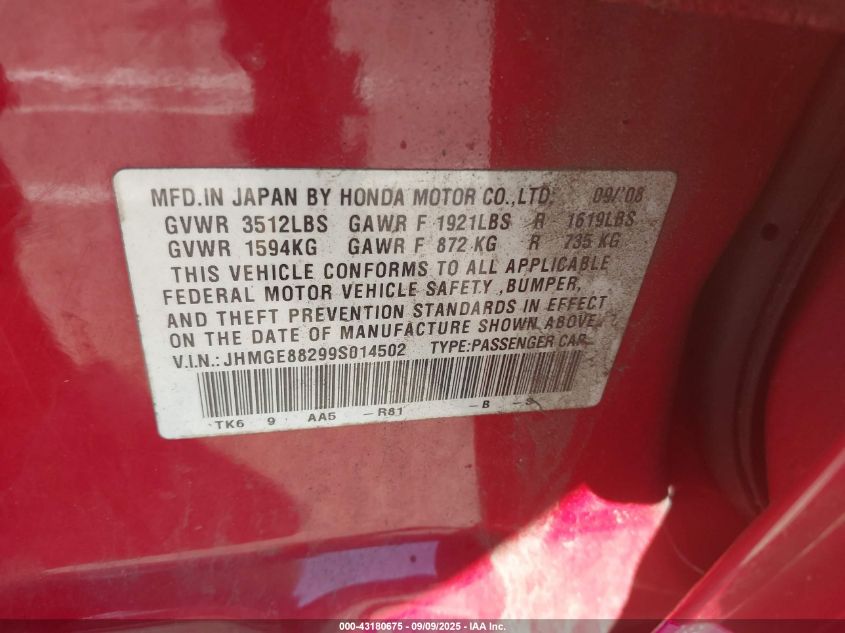 MFD.IN JAPAN BY HONDA MOTOR CO.,LTD. 09/'08
GVWR 3512LBS GAWR F 1921LBS R 1619LBS
GVWR 1594KG GAWR F 872 KG R 735 KG
THIS VEHICLE CONFORMS TO ALL APPLICABLE
FEDERAL MOTOR VEHICLE SAFETY ,BUMPER,
AND THEFT PREVENTION STANDARDS IN EFFECT
ON THE DATE OF MANUFACTURE SHOWN ABOVE.
V.I.N.: JHMGE88299S014502 TYPE:PASSENGER CAR
TK6 9 AA5 -R81 -B -S
000-43180675 - 09/09/2025 - IAA Inc.